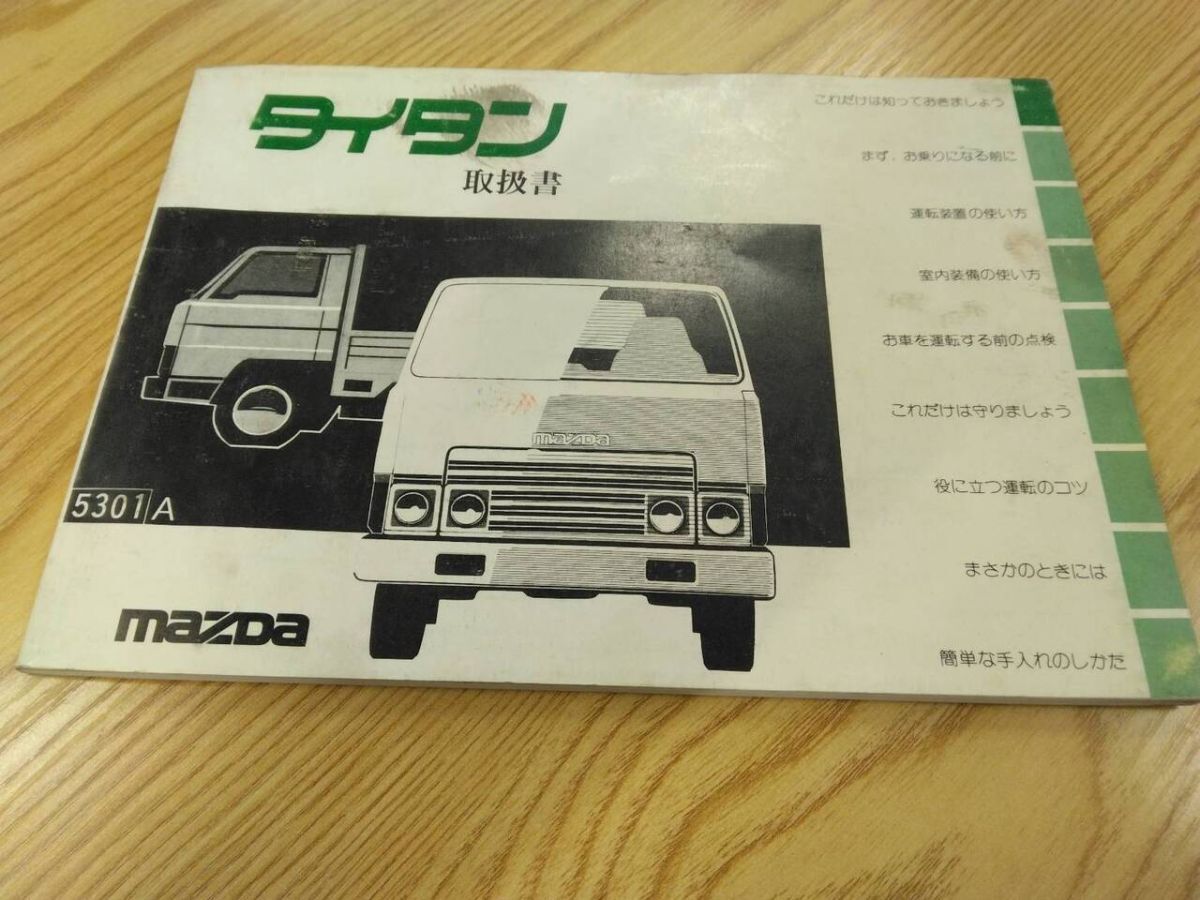 タイタン
取扱書
これだけは知っておきましょう
まず、お乗りになる前に
運転装置の使い方
室内装備の使い方
お車を運転する前の点検
これだけは守りましょう
役に立つ運転のコツ
まさかのときには
簡単な手入れのしかた
mazda
5301 A
mazda